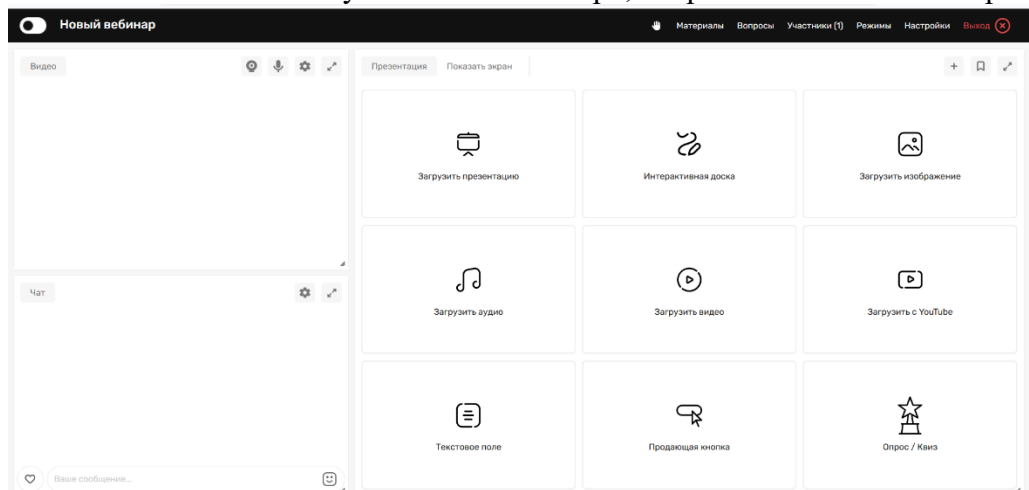 Новый вебинар
Материалы Вопросы Участники (1) Режимы Настройки Выход
Видео
Презентация Показать экран
Загрузить презентацию Интерактивная доска Загрузить изображение
Чат
Загрузить аудио Загрузить видео Загрузить с YouTube
Текстовое поле Продающая кнопка Опрос / Квиз
Ваше сообщение...